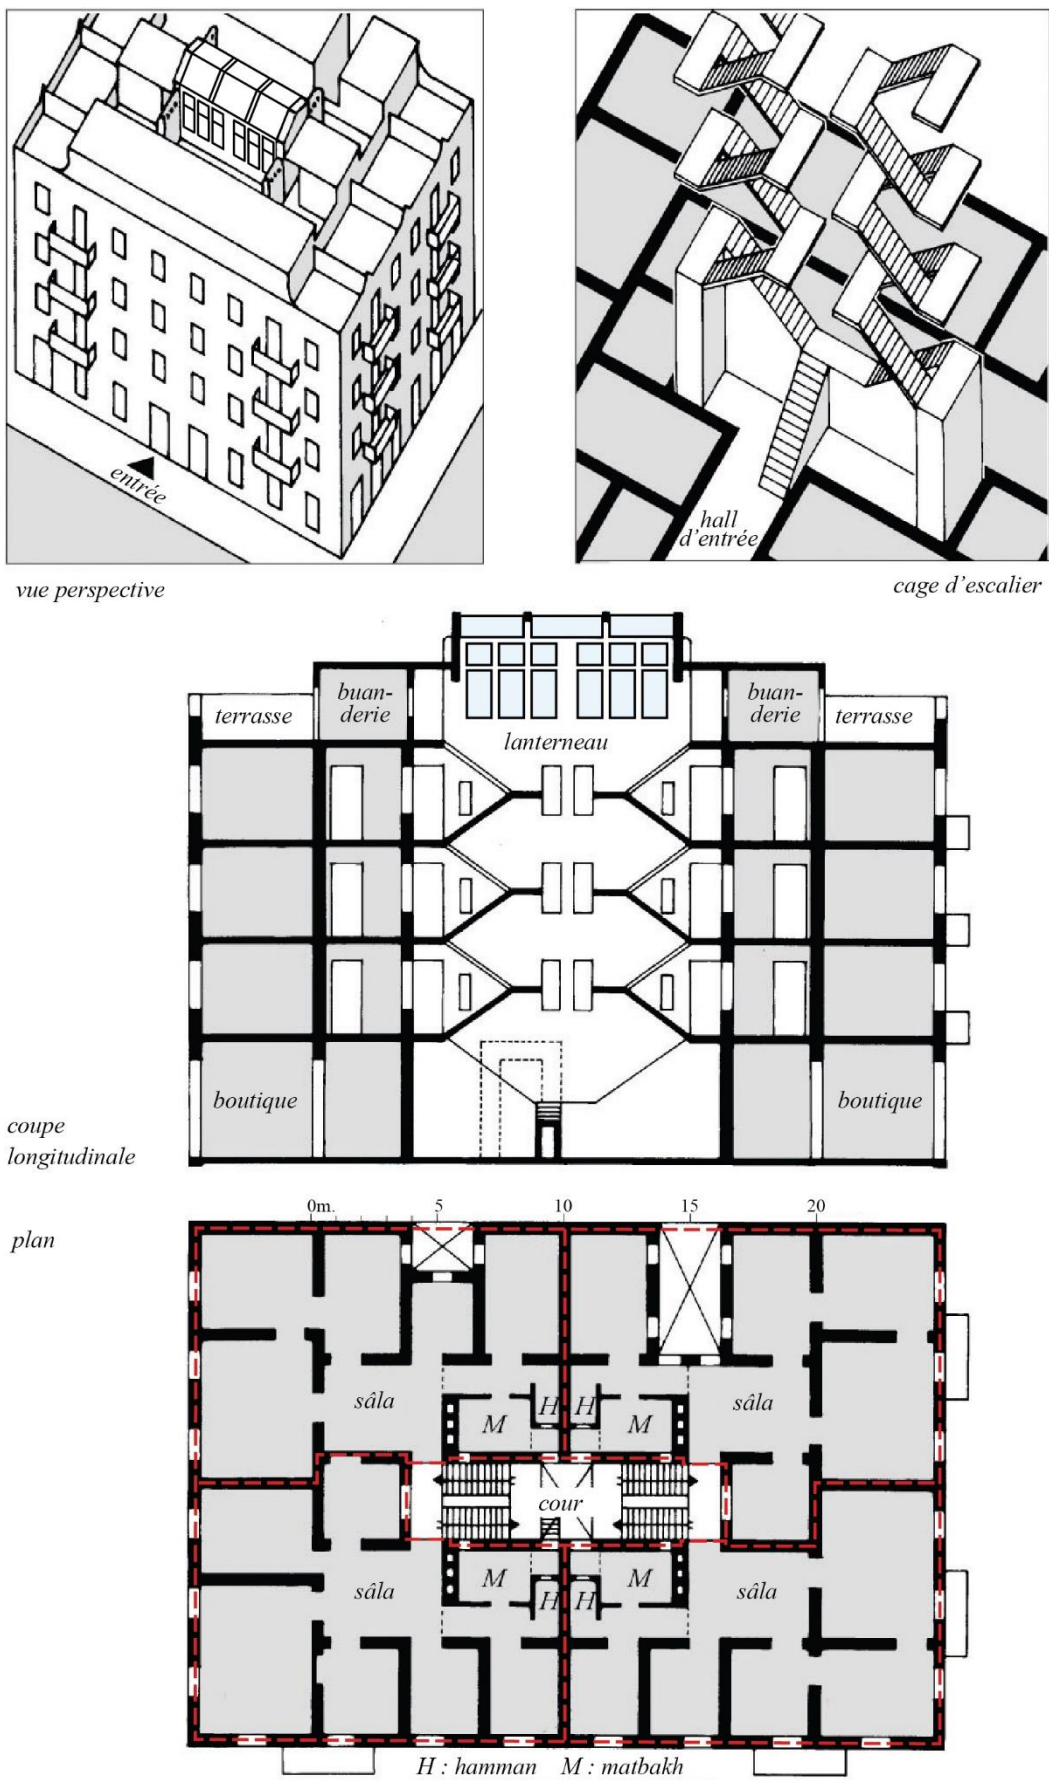 entrée
hall
d'entrée
vue perspective
cage d'escalier
terrasse
buan-
derie
lanterneau
buan-
derie
terrasse
boutique
boutique
coupe
longitudinale
0m. 5 10 15 20
plan
sâla
M
H
H
M
sâla
cour
sâla
M
H
H
M
sâla
H : hamman M : matbakh